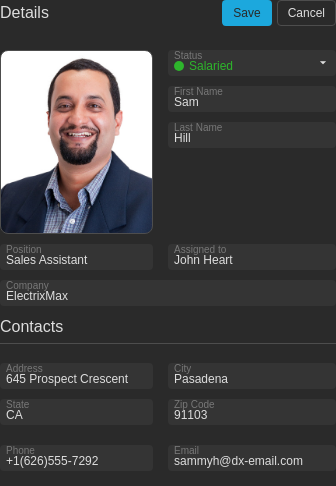 Details
Save
Cancel
Status
Salaried
First Name
Sam
Last Name
Hill
Position
Sales Assistant
Assigned to
John Heart
Company
ElectrixMax
Contacts
Address
645 Prospect Crescent
City
Pasadena
State
CA
Zip Code
91103
Phone
+1(626)555-7292
Email
sammyh@dx-email.com